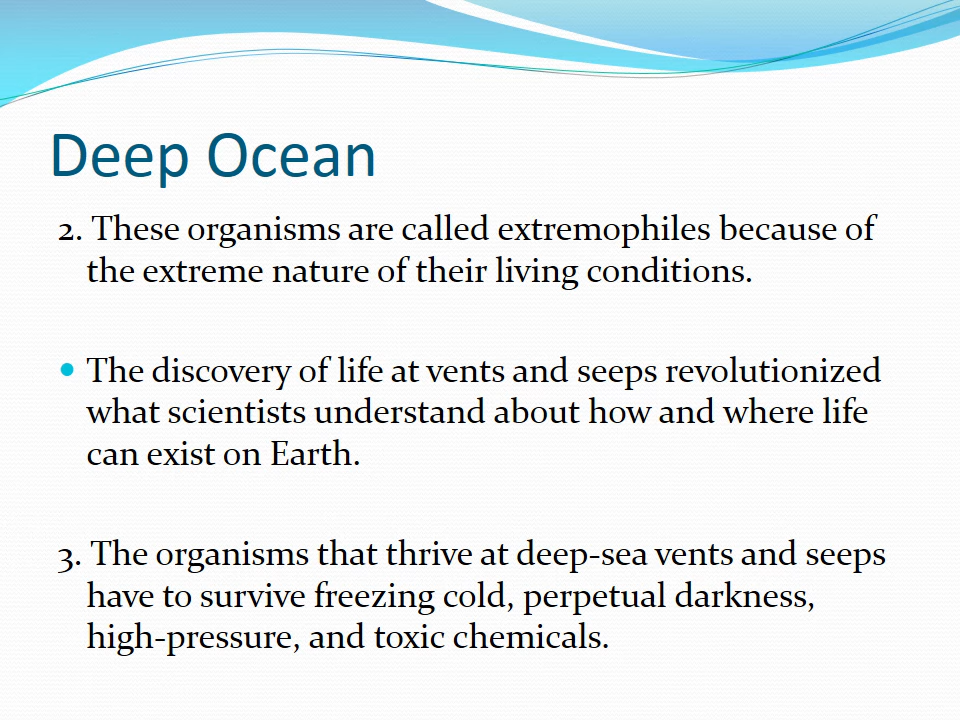 Deep Ocean
2. These organisms are called extremophiles because of
the extreme nature of their living conditions.
• The discovery of life at vents and seeps revolutionized
what scientists understand about how and where life
can exist on Earth.
3. The organisms that thrive at deep-sea vents and seeps
have to survive freezing cold, perpetual darkness,
high-pressure, and toxic chemicals.